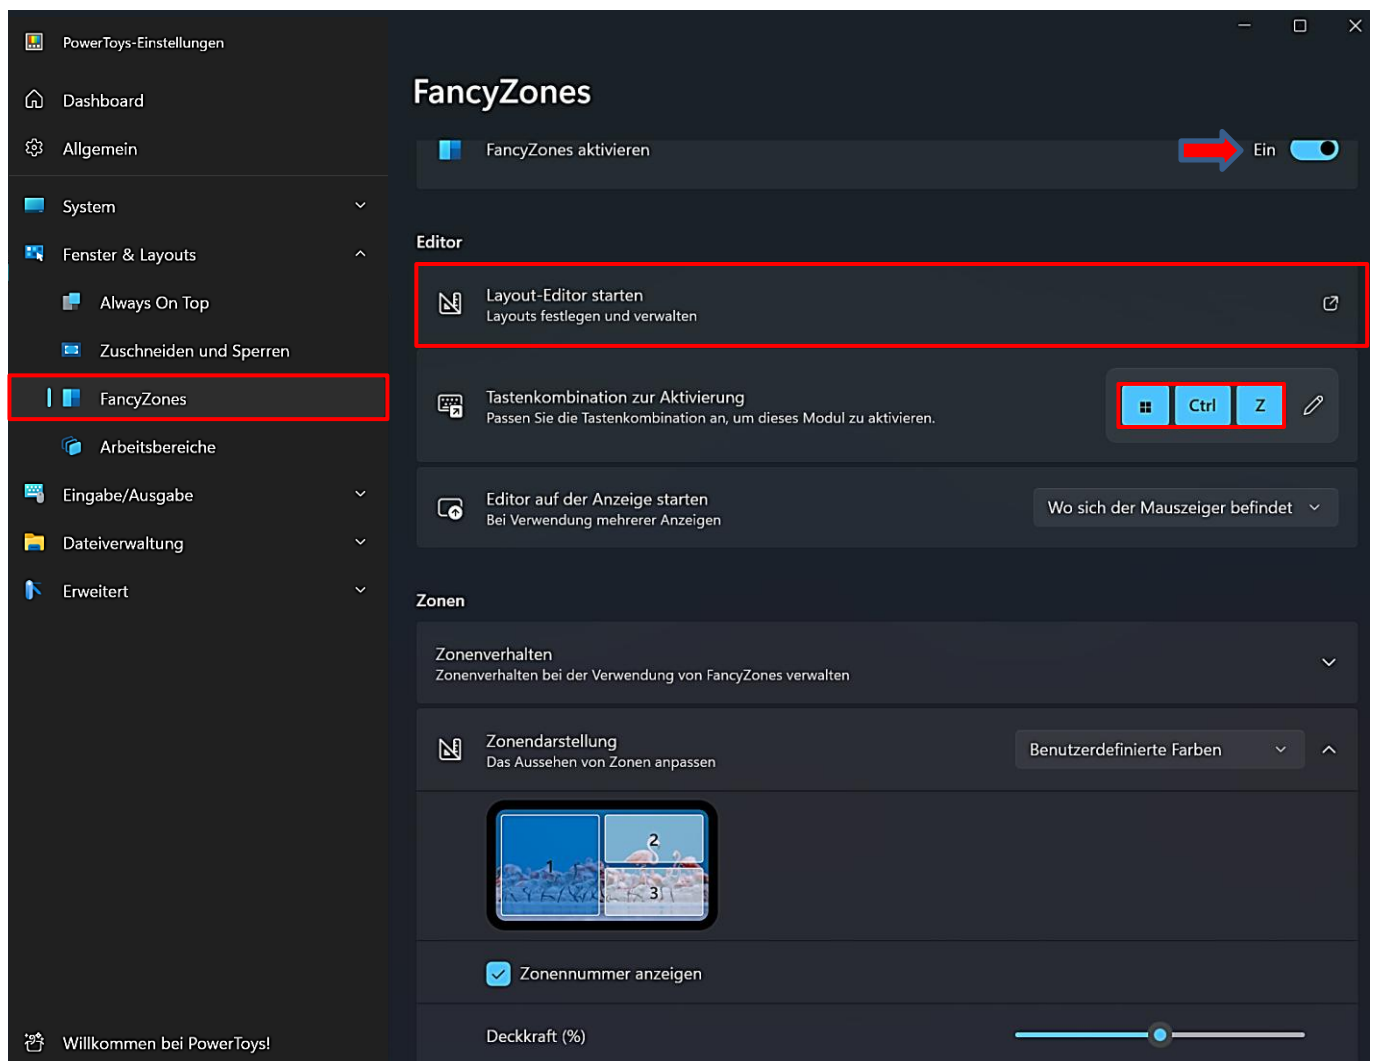 PowerToys-Einstellungen
Dashboard
Allgemein
System
Fenster & Layouts
Always On Top
Zuschneiden und Sperren
FancyZones
Arbeitsbereiche
Eingabe/Ausgabe
Dateiverwaltung
Erweitert
Willkommen bei PowerToys!
FancyZones
FancyZones aktivieren
Ein
Editor
Layout-Editor starten
Layouts festlegen und verwalten
Tastenkombination zur Aktivierung
Passen Sie die Tastenkombination an, um dieses Modul zu aktivieren.
Ctrl Z
Editor auf der Anzeige starten
Bei Verwendung mehrerer Anzeigen
Wo sich der Mauszeiger befindet
Zonen
Zonenverhalten
Zonenverhalten bei der Verwendung von FancyZones verwalten
Zonendarstellung
Das Aussehen von Zonen anpassen
Benutzerdefinierte Farben
1
2
3
Zonennummer anzeigen
Deckkraft (%)